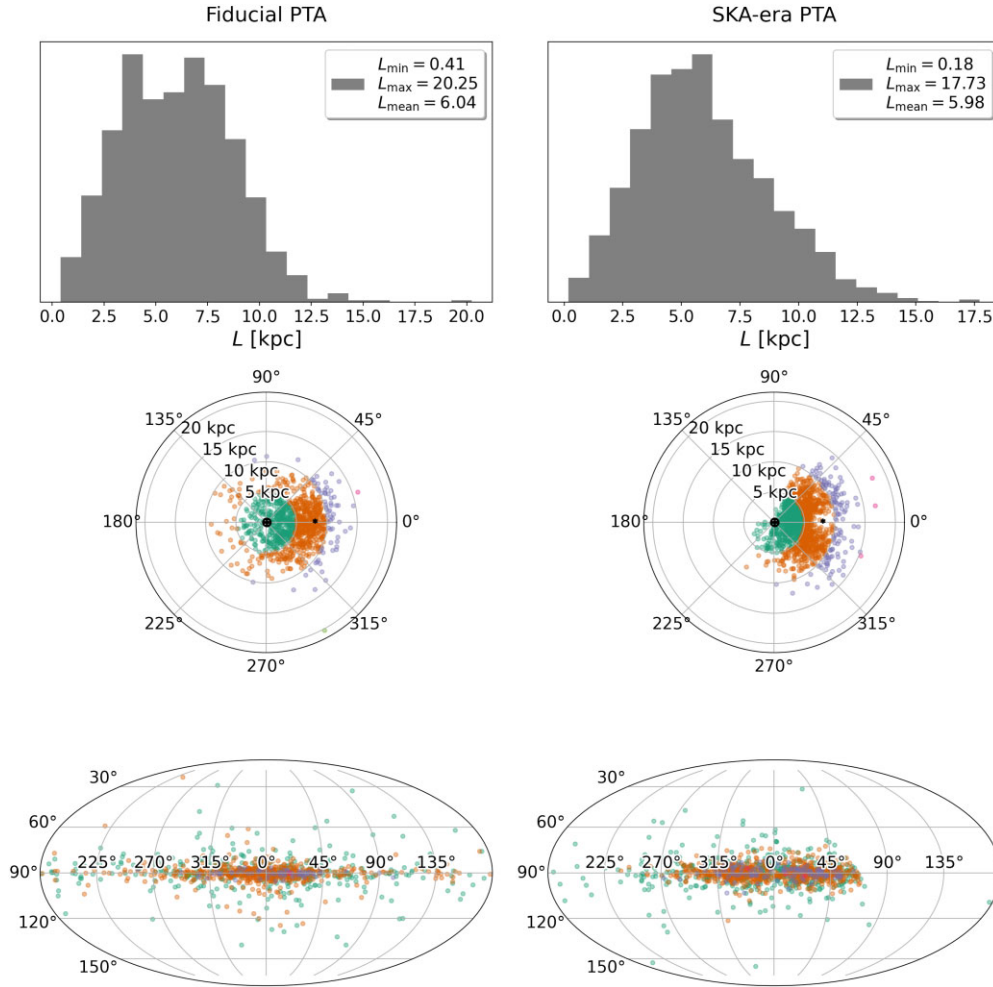 Fiducial PTA
SKA-era PTA
L_min = 0.41
L_max = 20.25
L_mean = 6.04
L_min = 0.18
L_max = 17.73
L_mean = 5.98
0.0 2.5 5.0 7.5 10.0 12.5 15.0 17.5 20.0
L [kpc]
0.0 2.5 5.0 7.5 10.0 12.5 15.0 17.5
L [kpc]
90°
135° 45°
20 kpc
15 kpc
10 kpc
5 kpc
180° 0°
225° 315°
270°
90°
135° 45°
20 kpc
15 kpc
10 kpc
5 kpc
180° 0°
225° 315°
270°
30°
60°
225° 270° 315° 0° 45° 90° 135°
90°
120°
150°
30°
60°
225° 270° 315° 0° 45° 90° 135°
90°
120°
150°